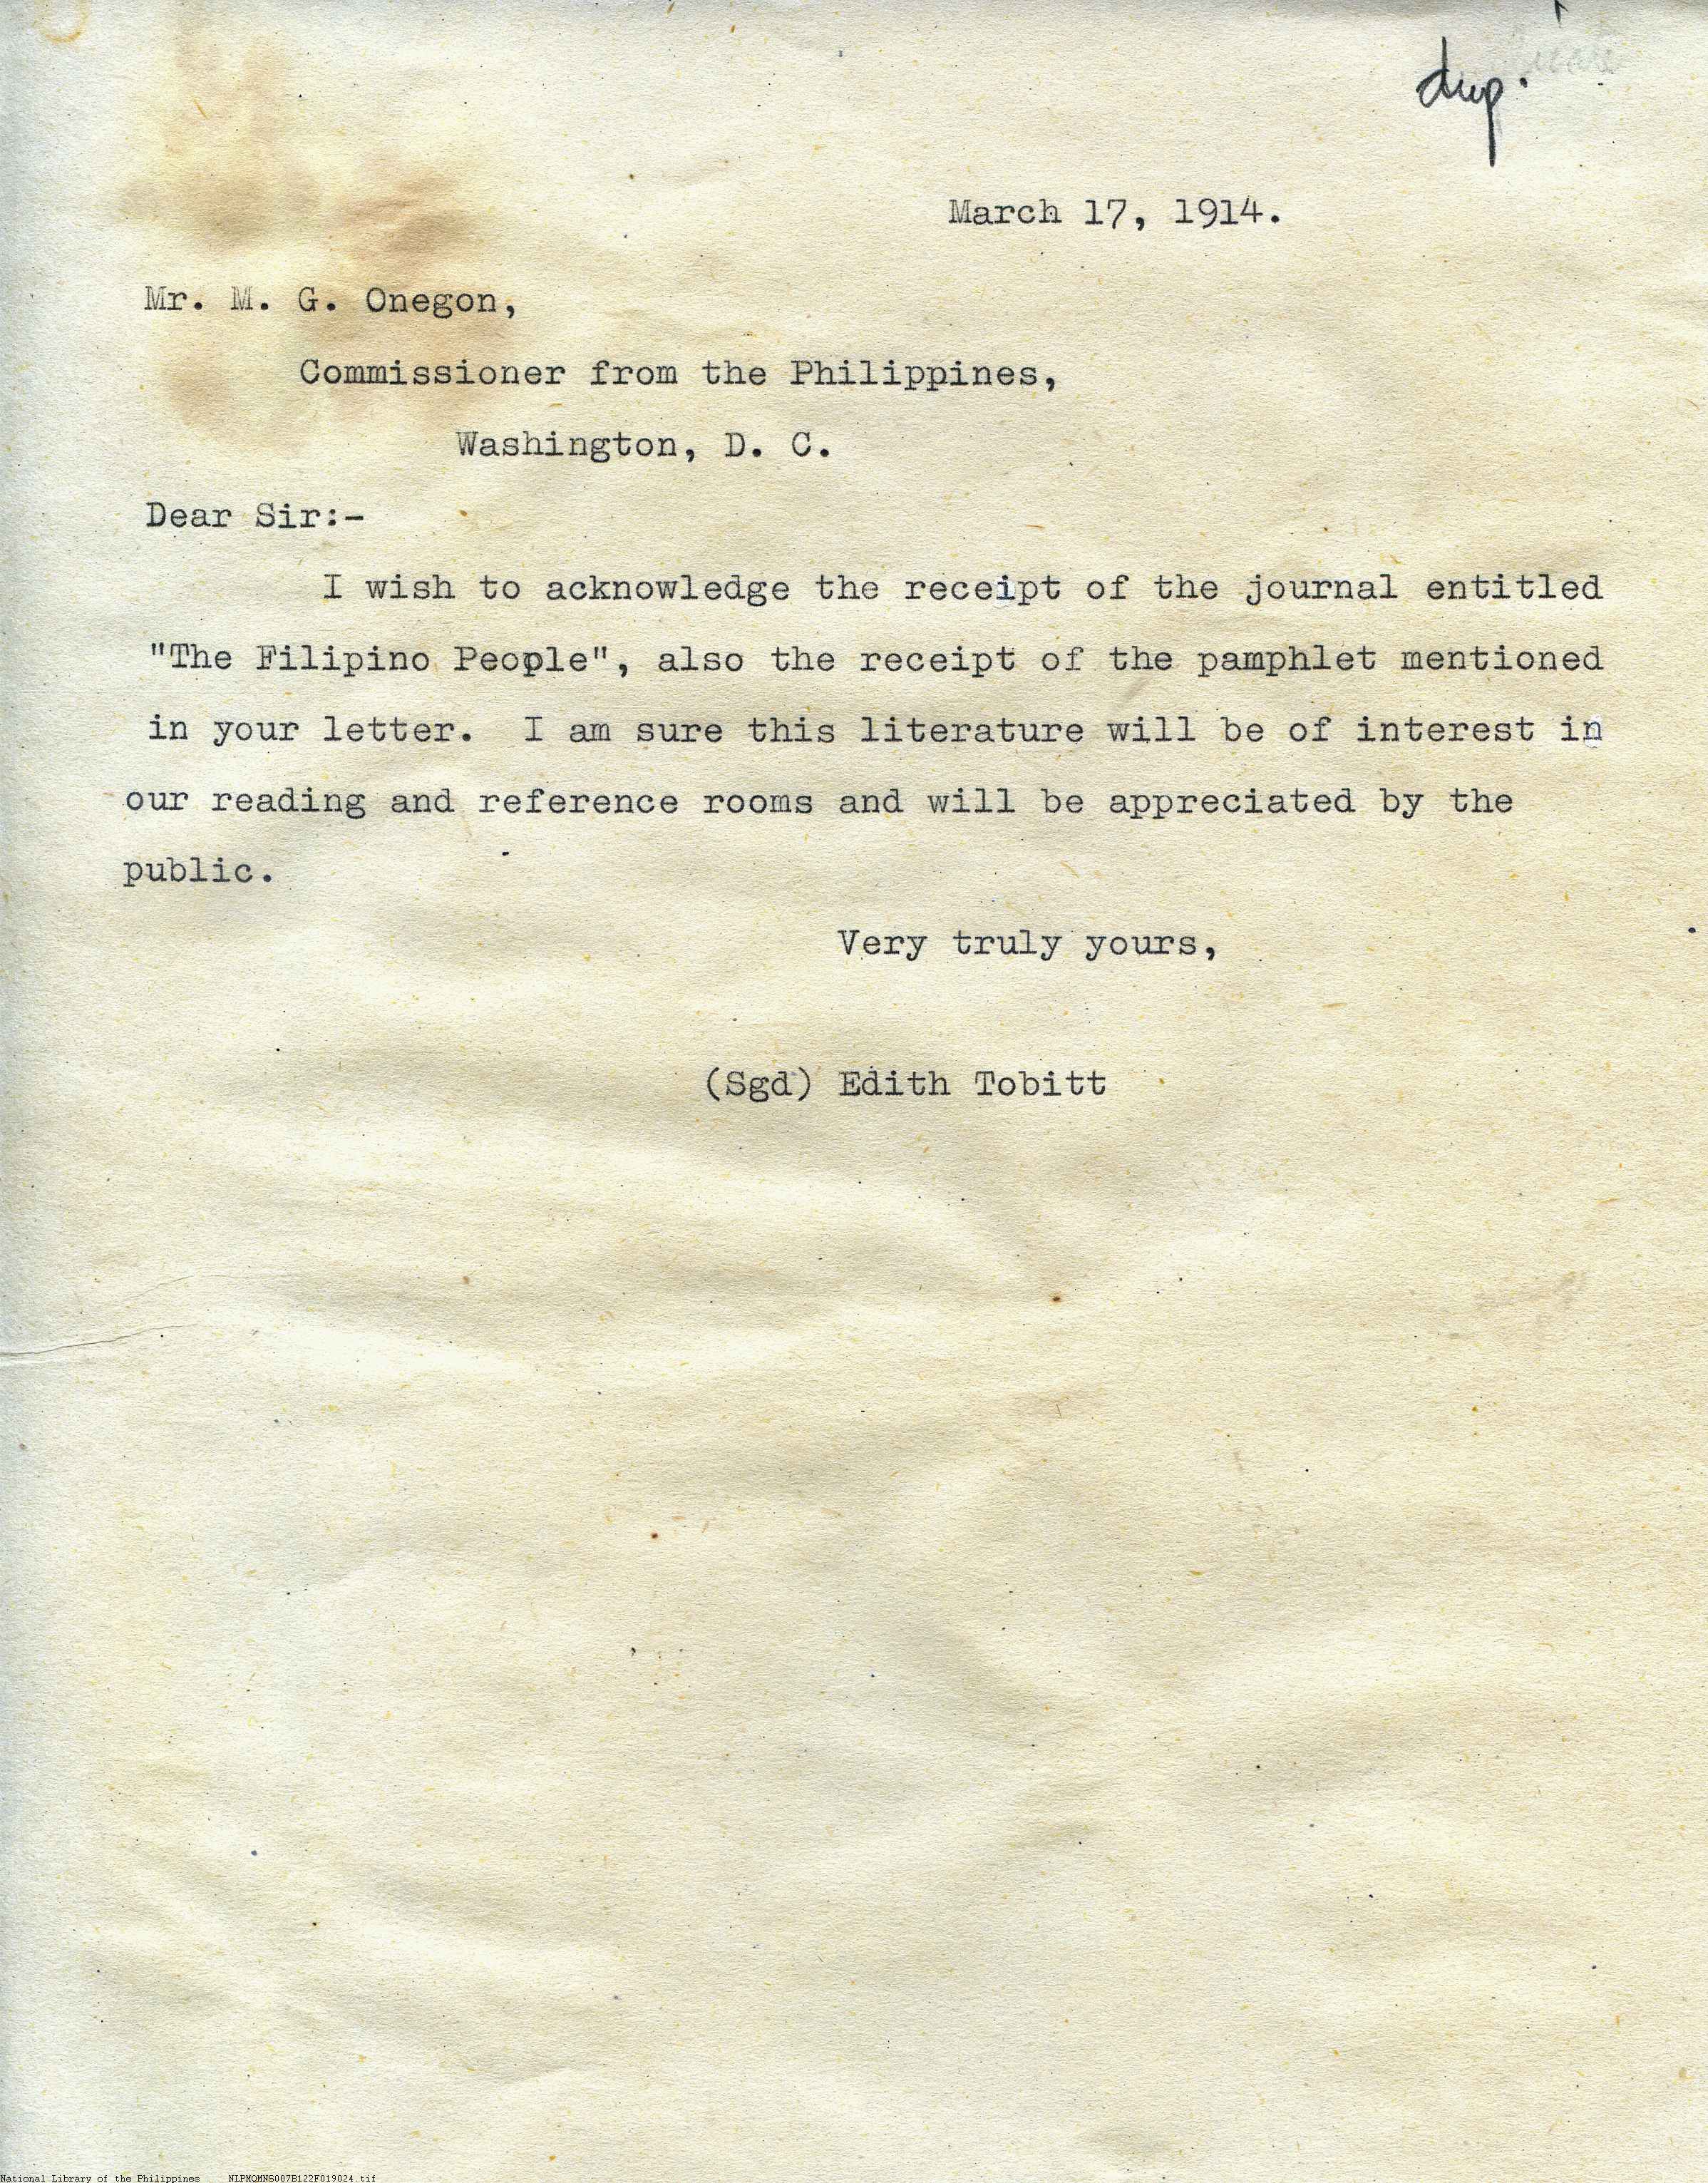 dup.
March 17, 1914.
Mr. M. G. Onegon,
Commissioner from the Philippines,
Washington, D. C.
Dear Sir:-
I wish to acknowledge the receipt of the journal entitled
"The Filipino People", also the receipt of the pamphlet mentioned
in your letter. I am sure this literature will be of interest in
our reading and reference rooms and will be appreciated by the
public.
Very truly yours,
(Sgd) Edith Tobitt
National Library of the Philippines NLPMQMNS007B122F019024.tif